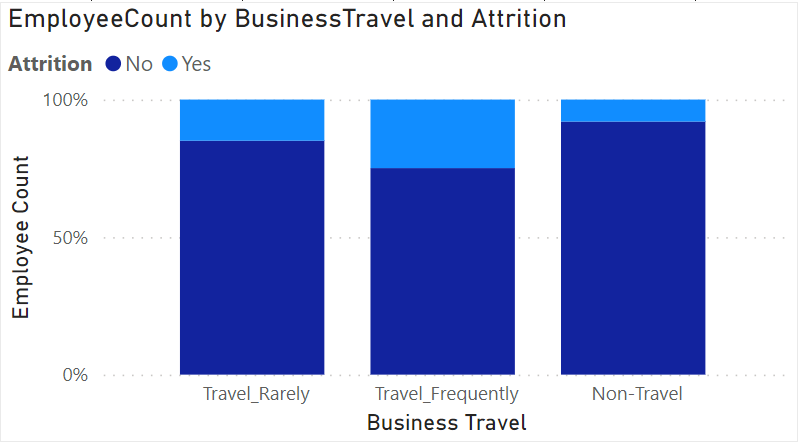 EmployeeCount by BusinessTravel and Attrition
Attrition No Yes
100%
50%
0%
Employee Count
Travel_Rarely Travel_Frequently Non-Travel
Business Travel